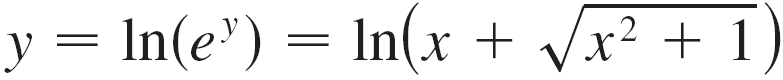 y = ln(e^y) = ln(x + √(x² + 1))